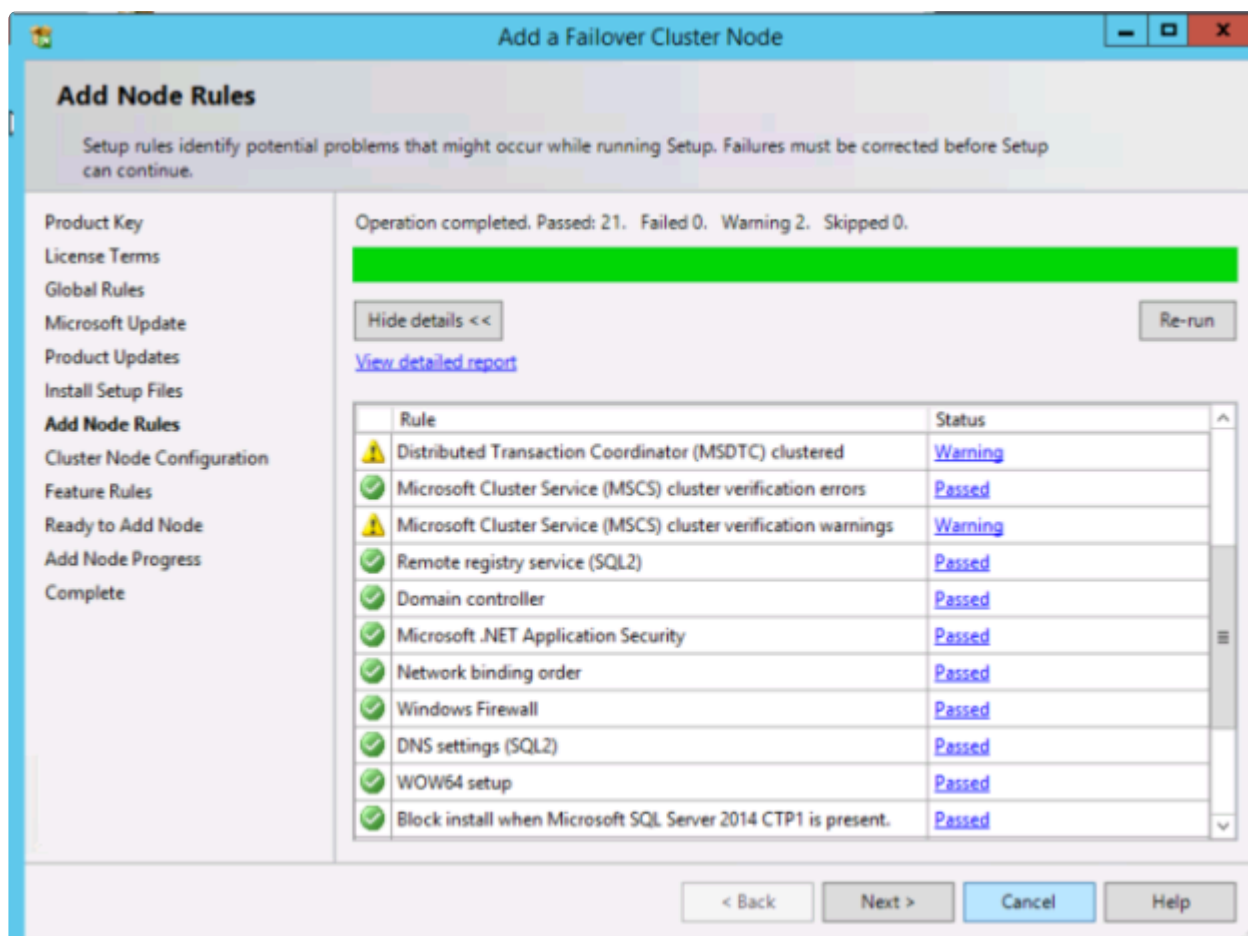 Add a Failover Cluster Node
Add Node Rules
Setup rules identify potential problems that might occur while running Setup. Failures must be corrected before Setup
can continue.
Product Key
License Terms
Global Rules
Microsoft Update
Product Updates
Install Setup Files
Add Node Rules
Cluster Node Configuration
Feature Rules
Ready to Add Node
Add Node Progress
Complete
Operation completed. Passed: 21. Failed 0. Warning 2. Skipped 0.
Hide details << Re-run
View detailed report
Rule Status
Distributed Transaction Coordinator (MSDTC) clustered Warning
Microsoft Cluster Service (MSCS) cluster verification errors Passed
Microsoft Cluster Service (MSCS) cluster verification warnings Warning
Remote registry service (SQL2) Passed
Domain controller Passed
Microsoft .NET Application Security Passed
Network binding order Passed
Windows Firewall Passed
DNS settings (SQL2) Passed
WOW64 setup Passed
Block install when Microsoft SQL Server 2014 CTP1 is present. Passed
< Back Next > Cancel Help